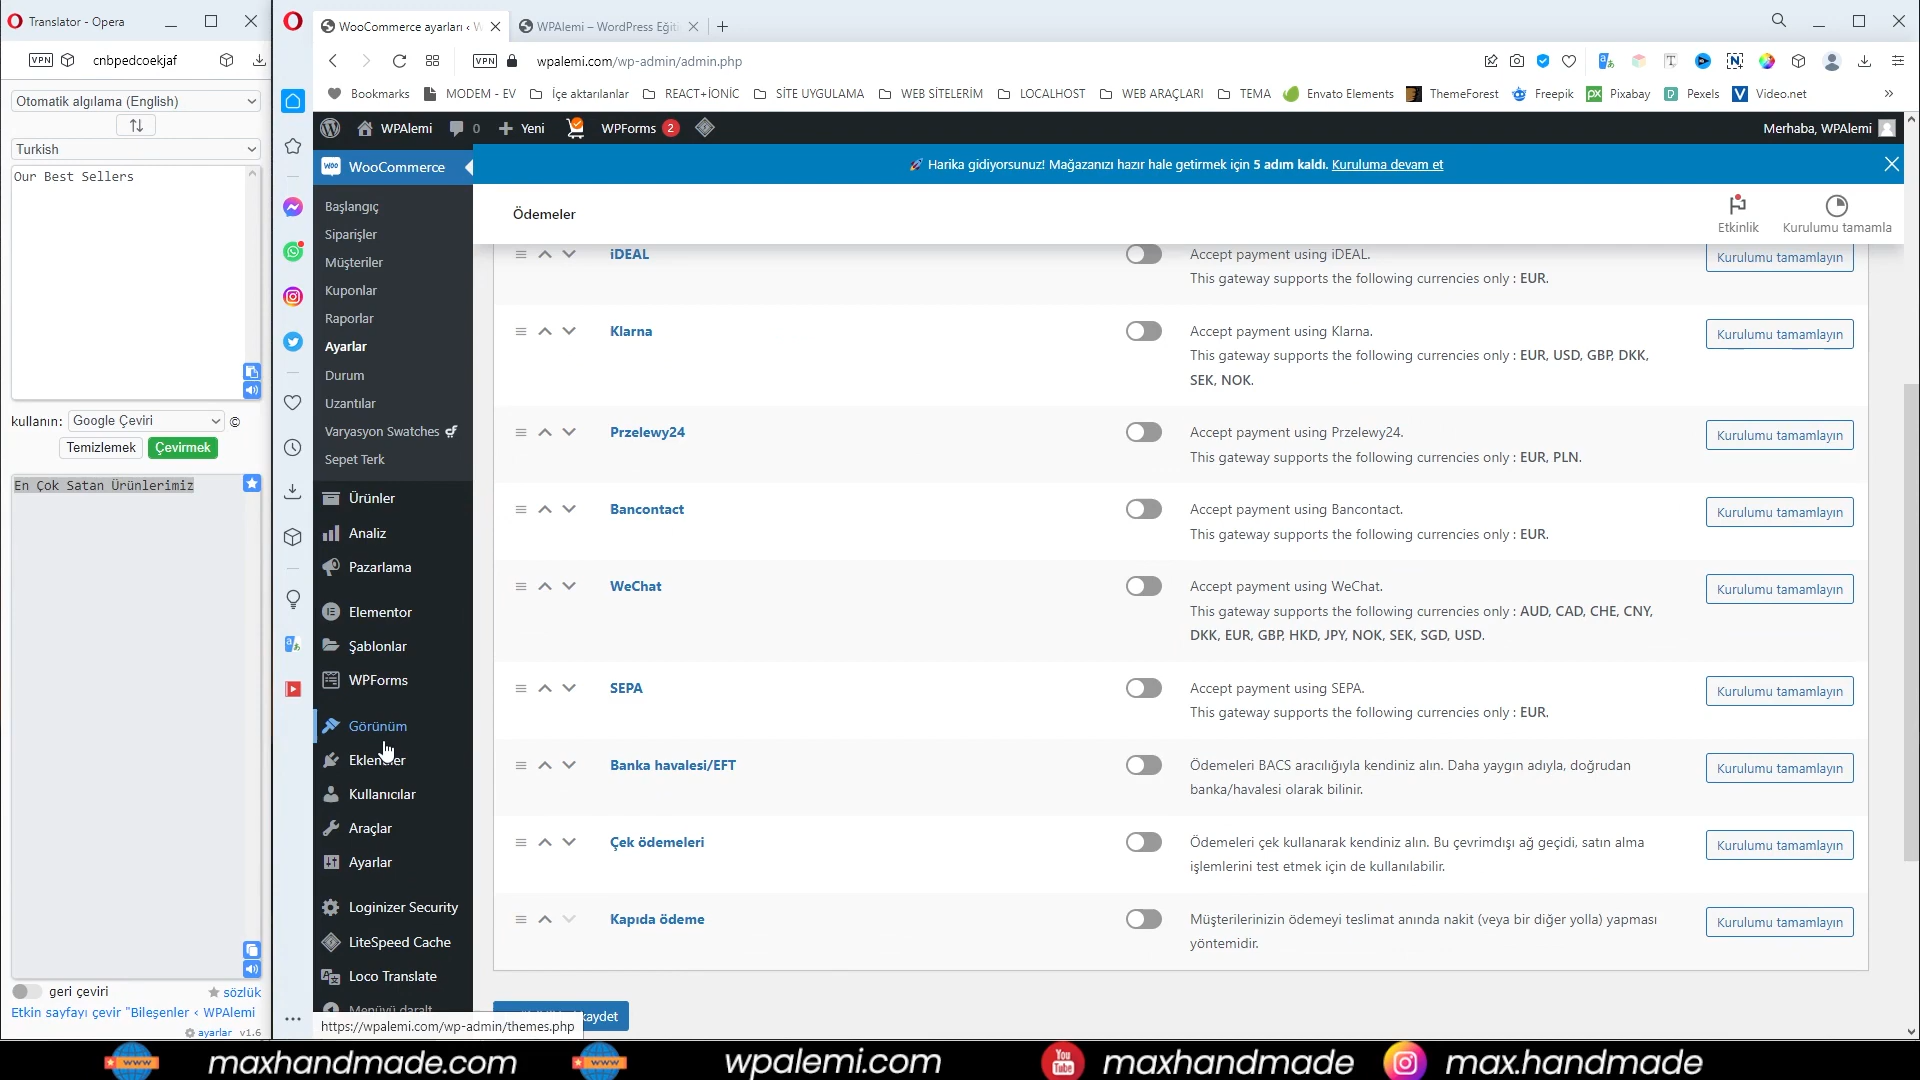 Translator - Opera
cnbpedcoekjaf
Otomatik algılama (English)
Turkish
Our Best Sellers
kullanın: Google Çeviri ©
Temizlemek Çevirmek
En Çok Satan Ürünlerimiz
geri çeviri
sözlük
Etkin sayfayı çevir "Bileşenler ‹ WPAlemi
ayarlar v1.6
WooCommerce ayarları ‹ W
WPAlemi – WordPress Eğiti
VPN wpalemi.com/wp-admin/admin.php
Bookmarks MODEM - EV İçe aktarılanlar REACT+İONİC SİTE UYGULAMA WEB SİTELERİM LOCALHOST WEB ARAÇLARI TEMA Envato Elements ThemeForest Freepik Pixabay Pexels Video.net
WPAlemi 0 Yeni WPForms 2 Merhaba, WPAlemi
WooCommerce
Harika gidiyorsunuz! Mağazanızı hazır hale getirmek için 5 adım kaldı. Kuruluma devam et
Başlangıç
Siparişler
Müşteriler
Kuponlar
Raporlar
Ayarlar
Durum
Uzantılar
Varyasyon Swatches
Sepet Terk
Ürünler
Analiz
Pazarlama
Elementor
Şablonlar
WPForms
Görünüm
Eklentiler
Kullanıcılar
Araçlar
Ayarlar
Loginizer Security
LiteSpeed Cache
Loco Translate
Menüyü daralt
https://wpalemi.com/wp-admin/themes.php
Ödemeler
Etkinlik
Kurulumu tamamla
iDEAL
Accept payment using iDEAL.
This gateway supports the following currencies only : EUR.
Kurulumu tamamlayın
Klarna
Accept payment using Klarna.
This gateway supports the following currencies only : EUR, USD, GBP, DKK,
SEK, NOK.
Kurulumu tamamlayın
Przelewy24
Accept payment using Przelewy24.
This gateway supports the following currencies only : EUR, PLN.
Kurulumu tamamlayın
Bancontact
Accept payment using Bancontact.
This gateway supports the following currencies only : EUR.
Kurulumu tamamlayın
WeChat
Accept payment using WeChat.
This gateway supports the following currencies only : AUD, CAD, CHE, CNY,
DKK, EUR, GBP, HKD, JPY, NOK, SEK, SGD, USD.
Kurulumu tamamlayın
SEPA
Accept payment using SEPA.
This gateway supports the following currencies only : EUR.
Kurulumu tamamlayın
Banka havalesi/EFT
Ödemeleri BACS aracılığıyla kendiniz alın. Daha yaygın adıyla, doğrudan
banka/havalesi olarak bilinir.
Kurulumu tamamlayın
Çek ödemeleri
Ödemeleri çek kullanarak kendiniz alın. Bu çevrimdışı ağ geçidi, satın alma
işlemlerini test etmek için de kullanılabilir.
Kurulumu tamamlayın
Kapıda ödeme
Müşterilerinizin ödemeyi teslimat anında nakit (veya bir diğer yolla) yapması
yöntemidir.
Kurulumu tamamlayın
kaydet
maxhandmade.com wpalemi.com maxhandmade max.handmade